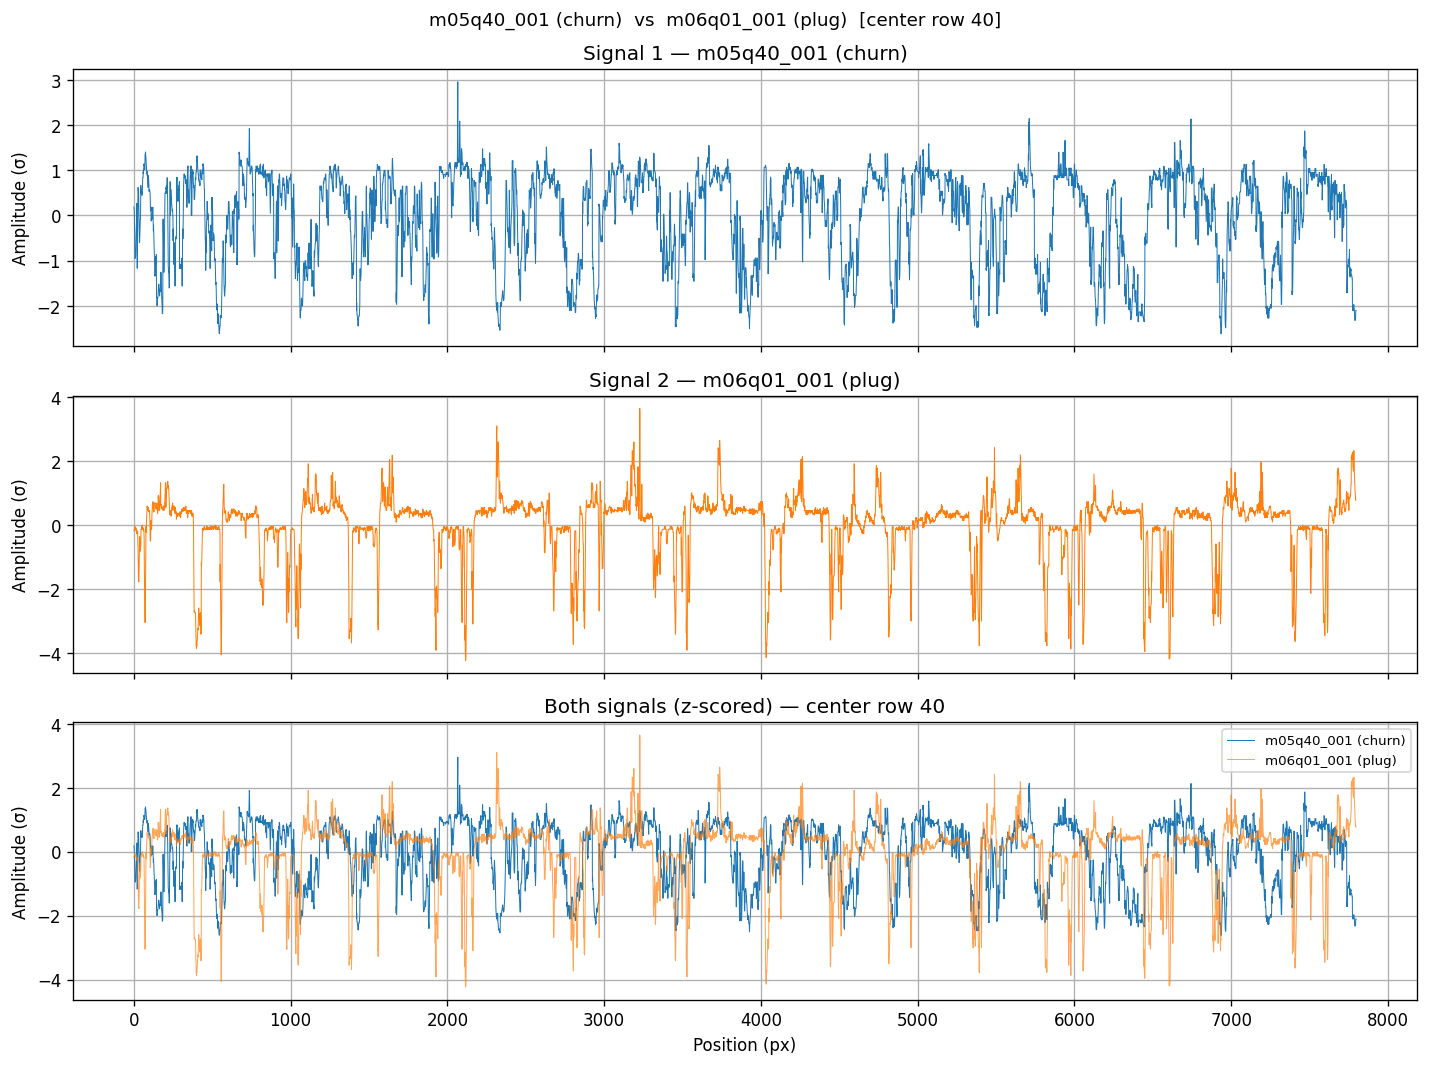 m05q40_001 (churn)  vs  m06q01_001 (plug)  [center row 40]
Signal 1 — m05q40_001 (churn)
Amplitude (σ)
3
2
1
0
−1
−2
Signal 2 — m06q01_001 (plug)
Amplitude (σ)
4
2
0
−2
−4
Both signals (z-scored) — center row 40
Amplitude (σ)
4
2
0
−2
−4
m05q40_001 (churn)
m06q01_001 (plug)
0 1000 2000 3000 4000 5000 6000 7000 8000
Position (px)